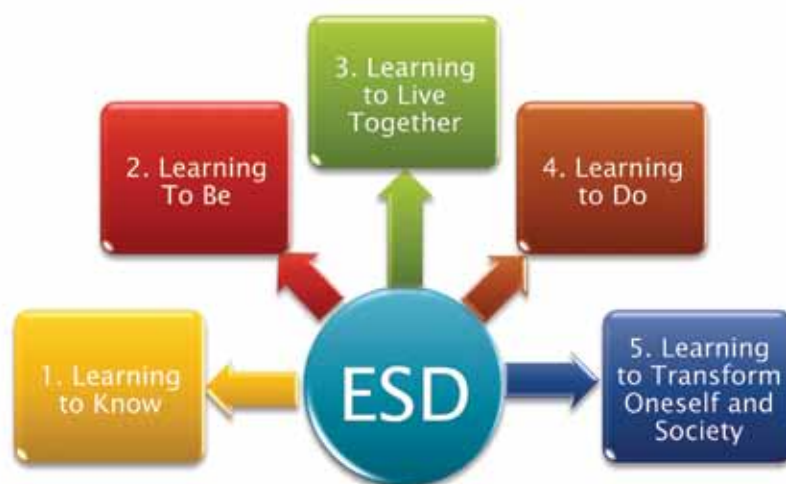 1. Learning
to Know
2. Learning
To Be
3. Learning
to Live
Together
4. Learning
to Do
5. Learning
to Transform
Oneself and
Society
ESD